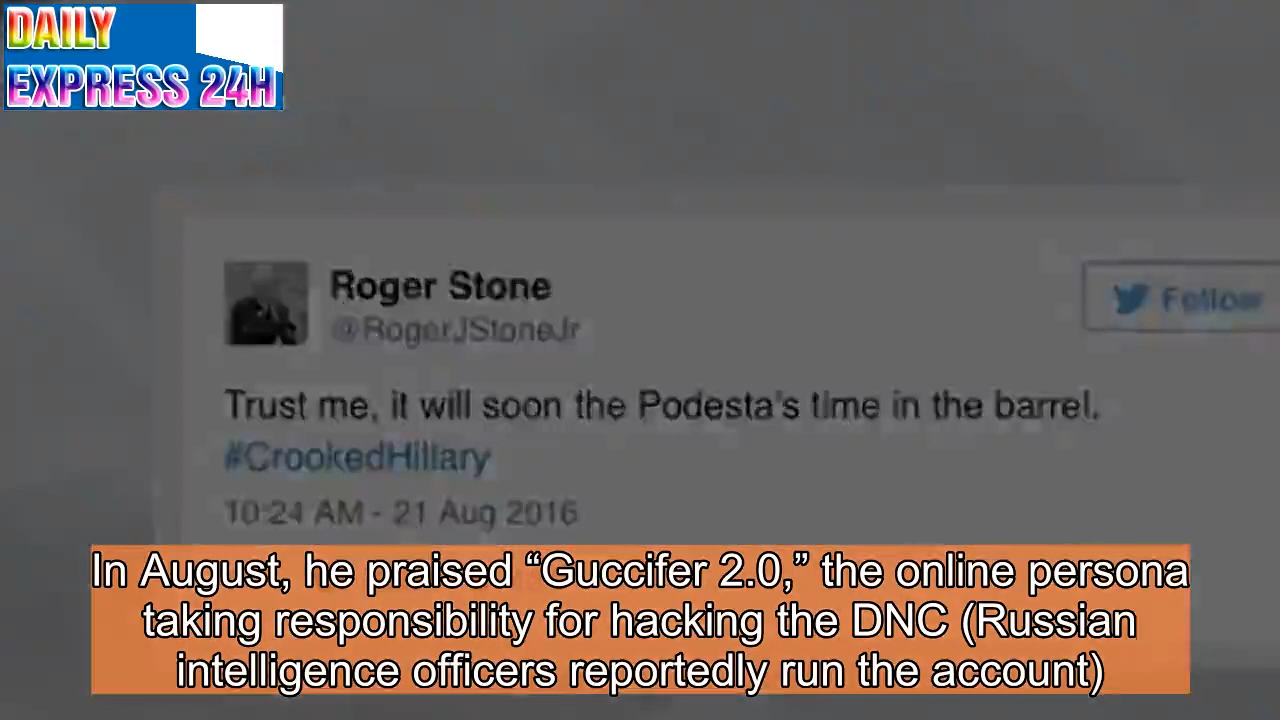 DAILY
EXPRESS 24H
Roger Stone
@RogerJStoneJr
Follow
Trust me, it will soon the Podesta's time in the barrel.
#CrookedHillary
10:24 AM - 21 Aug 2016
In August, he praised “Guccifer 2.0,” the online persona
taking responsibility for hacking the DNC (Russian
intelligence officers reportedly run the account)